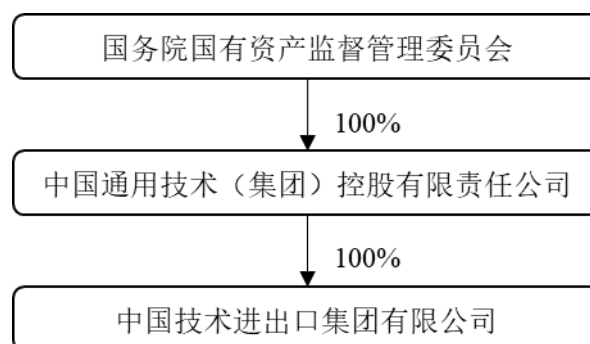 国务院国有资产监督管理委员会
100%
中国通用技术（集团）控股有限责任公司
100%
中国技术进出口集团有限公司